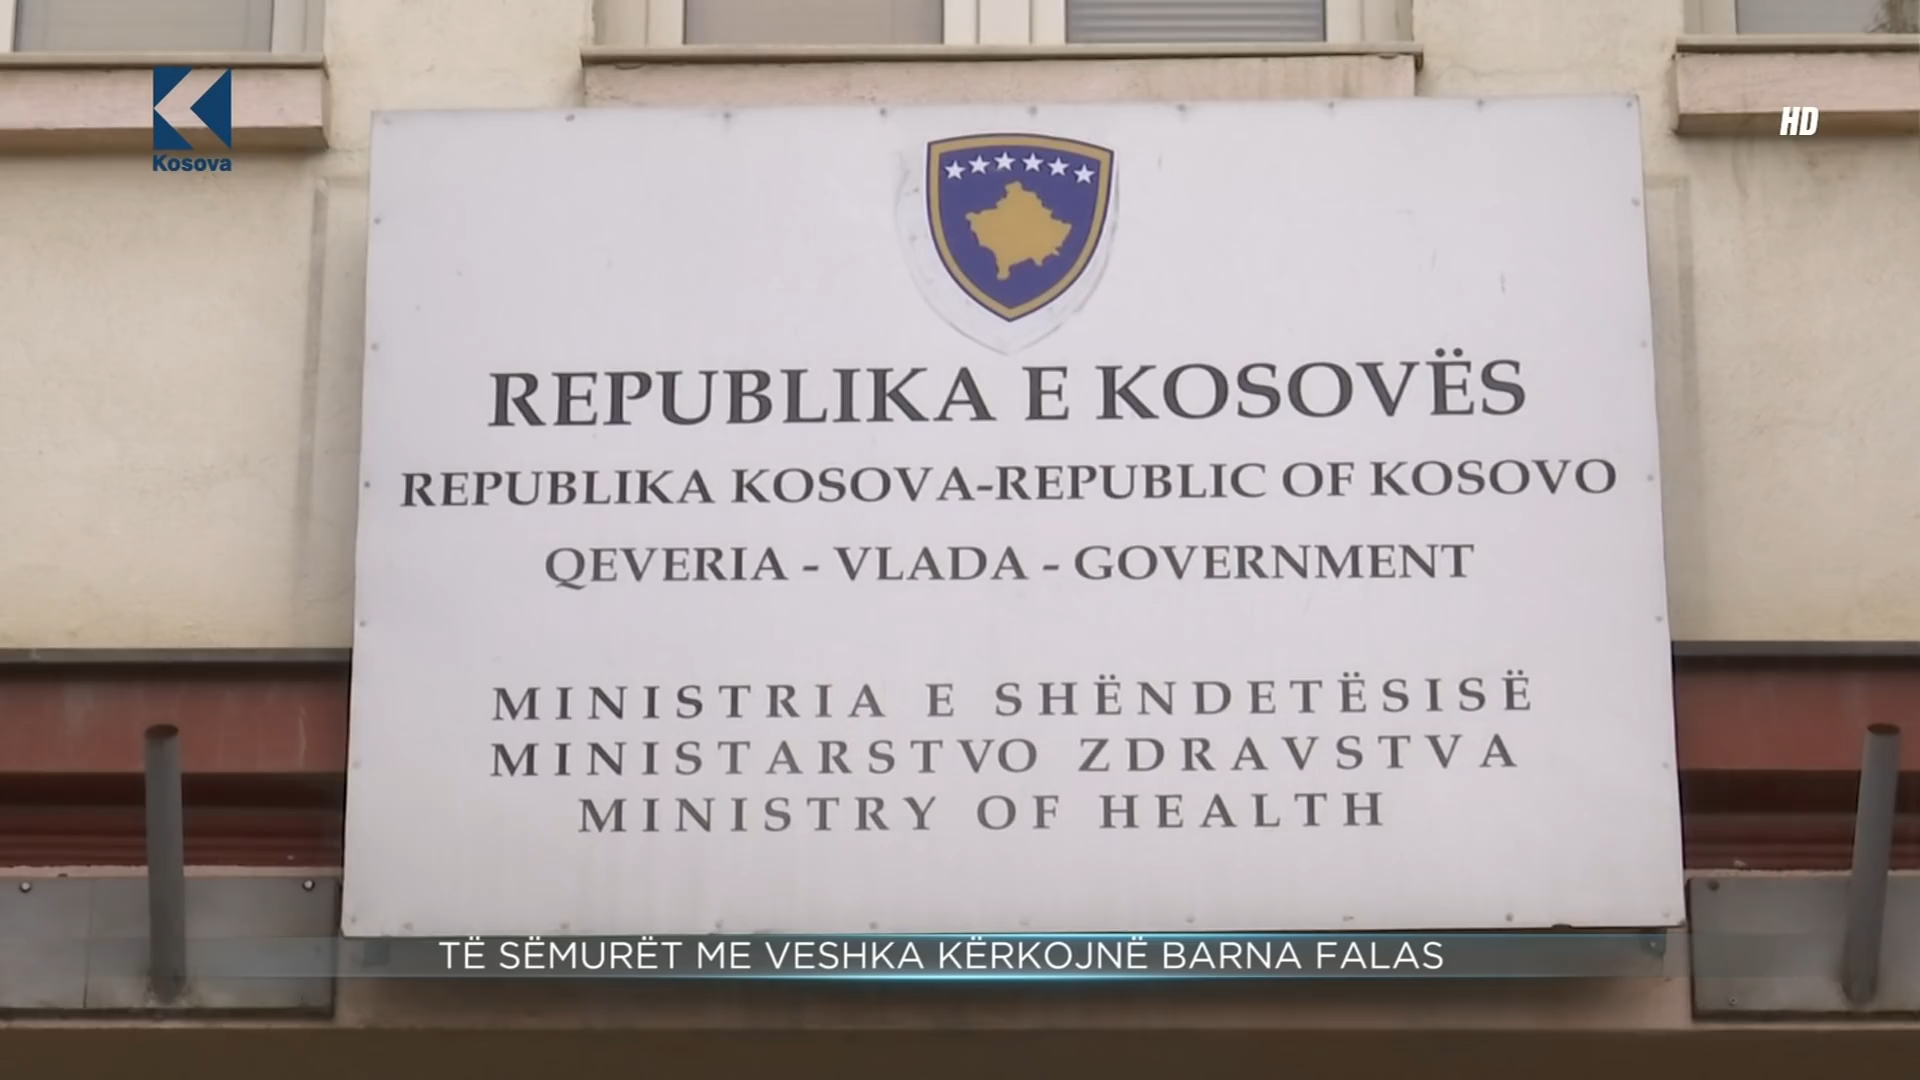 Kosova
HD
REPUBLIKA E KOSOVËS
REPUBLIKA KOSOVA-REPUBLIC OF KOSOVO
QEVERIA - VLADA - GOVERNMENT
MINISTRIA E SHËNDETËSISË
MINISTARSTVO ZDRAVSTVA
MINISTRY OF HEALTH
TË SËMURËT ME VESHKA KËRKOJNË BARNA FALAS